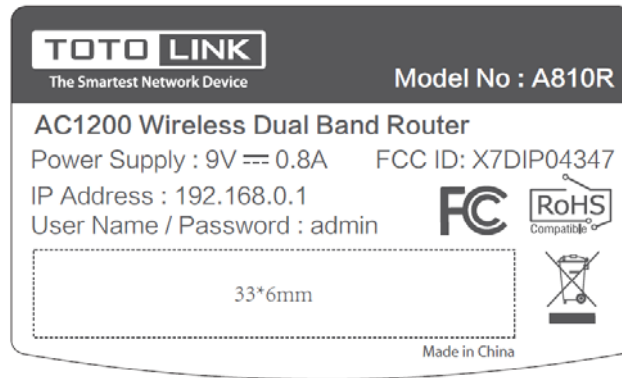 TOTO LINK
The Smartest Network Device
Model No : A810R
AC1200 Wireless Dual Band Router
Power Supply : 9V ⎓ 0.8A FCC ID: X7DIP04347
IP Address : 192.168.0.1
User Name / Password : admin
FC
RoHS
Compatible
33*6mm
Made in China